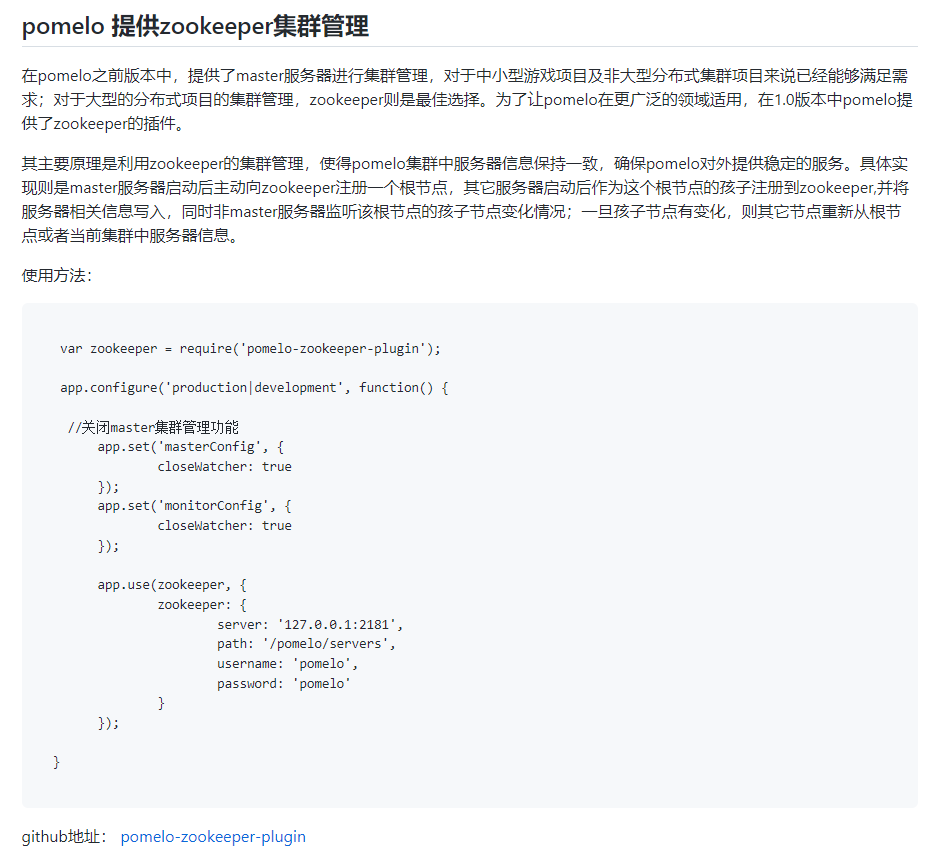 pomelo 提供zookeeper集群管理
在pomelo之前版本中，提供了master服务器进行集群管理，对于中小型游戏项目及非大型分布式集群项目来说已经能够满足需
求；对于大型的分布式项目的集群管理，zookeeper则是最佳选择。为了让pomelo在更广泛的领域适用，在1.0版本中pomelo提
供了zookeeper的插件。
其主要原理是利用zookeeper的集群管理，使得pomelo集群中服务器信息保持一致，确保pomelo对外提供稳定的服务。具体实
现则是master服务器启动后主动向zookeeper注册一个根节点，其它服务器启动后作为这个根节点的孩子注册到zookeeper,并将
服务器相关信息写入，同时非master服务器监听该根节点的孩子节点变化情况；一旦孩子节点有变化，则其它节点重新从根节
点或者当前集群中服务器信息。
使用方法：
var zookeeper = require('pomelo-zookeeper-plugin');
app.configure('production|development', function() {
//关闭master集群管理功能
app.set('masterConfig', {
closeWatcher: true
});
app.set('monitorConfig', {
closeWatcher: true
});
app.use(zookeeper, {
zookeeper: {
server: '127.0.0.1:2181',
path: '/pomelo/servers',
username: 'pomelo',
password: 'pomelo'
}
});
}
github地址： pomelo-zookeeper-plugin